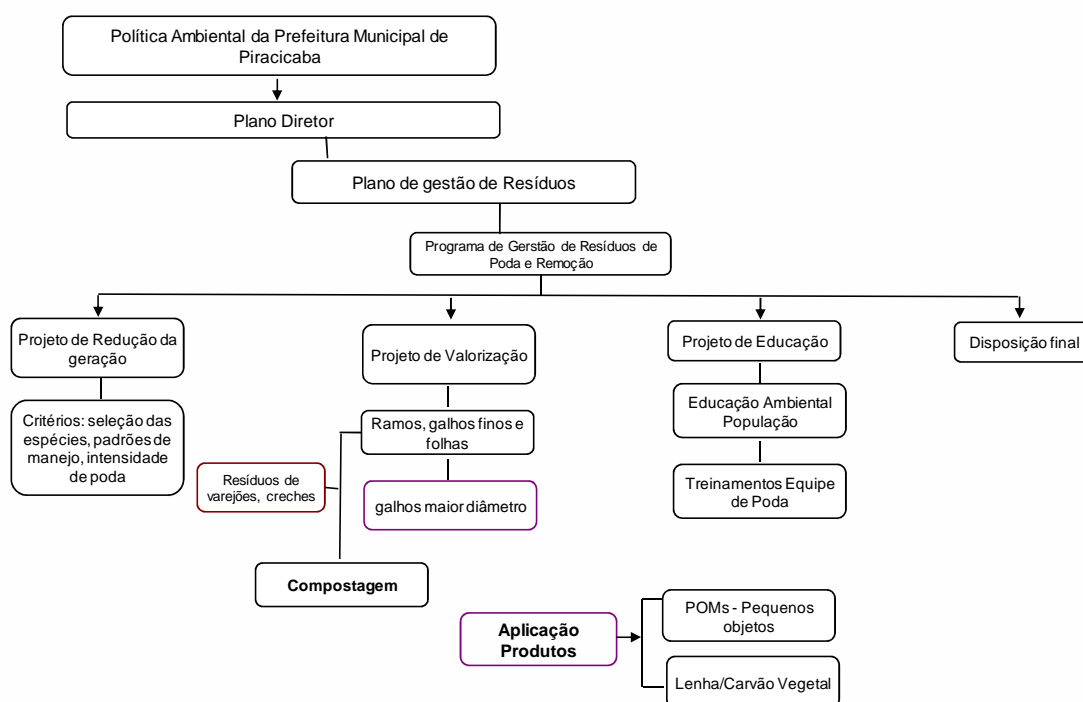 Política Ambiental da Prefeitura Municipal de
Piracicaba
Plano Diretor
Plano de gestão de Resíduos
Programa de Gerstão de Resíduos de
Poda e Remoção
Projeto de Redução da
geração
Critérios: seleção das
espécies, padrões de
manejo, intensidade
de poda
Projeto de Valorização
Ramos, galhos finos e
folhas
Resíduos de
varejões, creches
galhos maior diâmetro
Compostagem
Projeto de Educação
Educação Ambiental
População
Treinamentos Equipe
de Poda
Disposição final
Aplicação
Produtos
POMs - Pequenos
objetos
Lenha/Carvão Vegetal